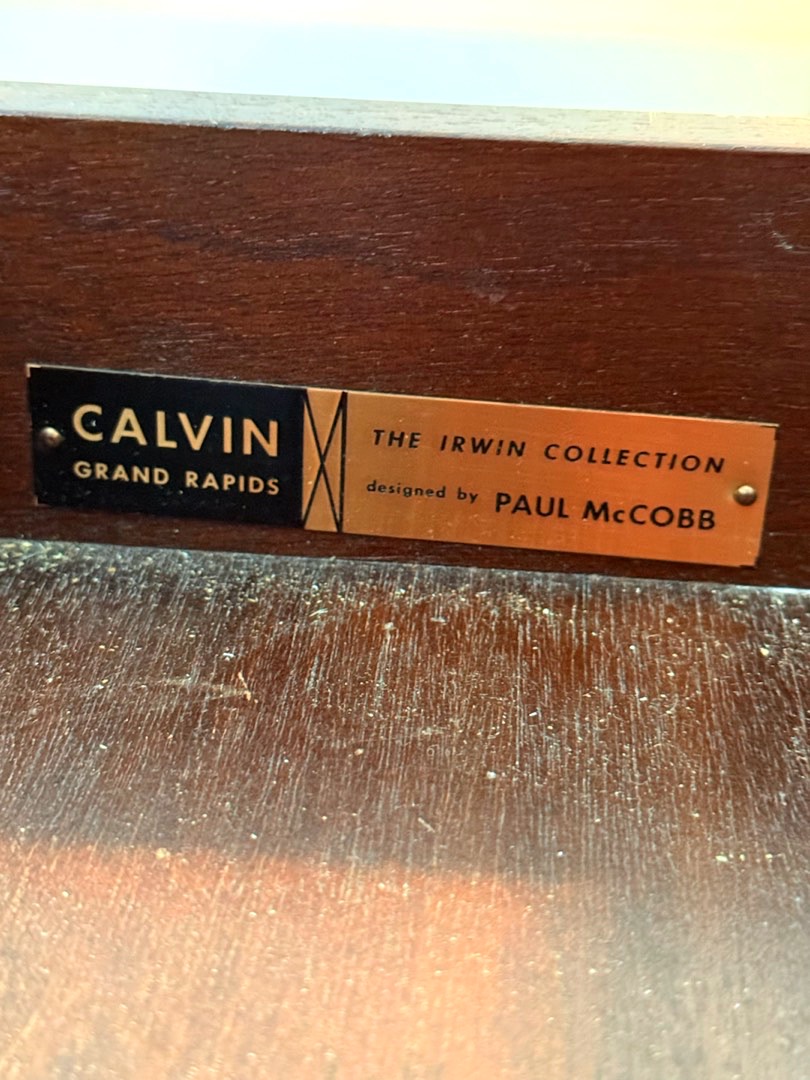 CALVIN
GRAND RAPIDS
THE IRWIN COLLECTION
designed by PAUL McCOBB